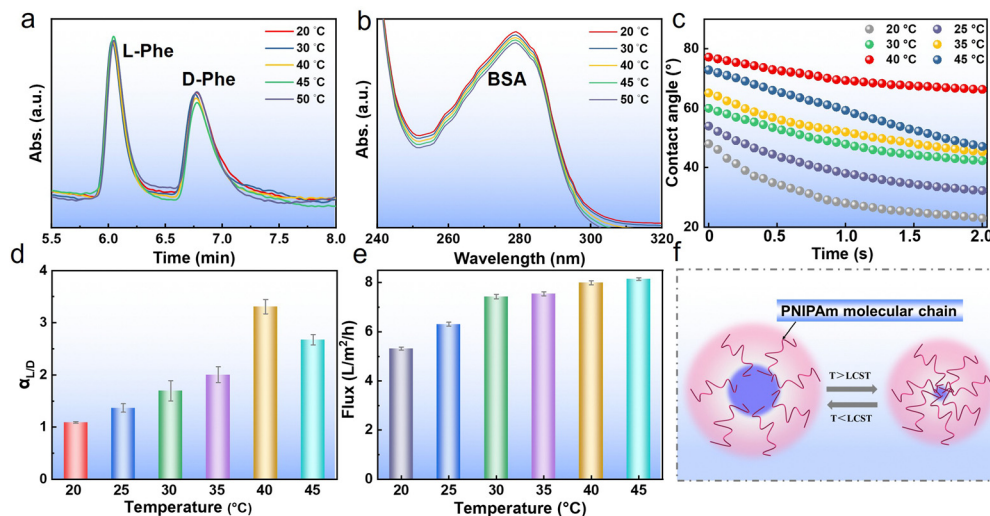 a
L-Phe
D-Phe
20 °C
30 °C
40 °C
45 °C
50 °C
Abs. (a.u.)
5.5 6.0 6.5 7.0 7.5 8.0
Time (min)
b
BSA
20 °C
30 °C
40 °C
45 °C
50 °C
Abs. (a.u.)
240 260 280 300 320
Wavelength (nm)
c
20 °C 25 °C
30 °C 35 °C
40 °C 45 °C
Contact angle (°)
80
60
40
20
0 0.5 1.0 1.5 2.0
Time (s)
d
αL/D
4
3
2
1
0
20 25 30 35 40 45
Temperature (°C)
e
Flux (L/m²/h)
8
6
4
2
0
20 25 30 35 40 45
Temperature (°C)
f
PNIPAm molecular chain
T>LCST
T<LCST